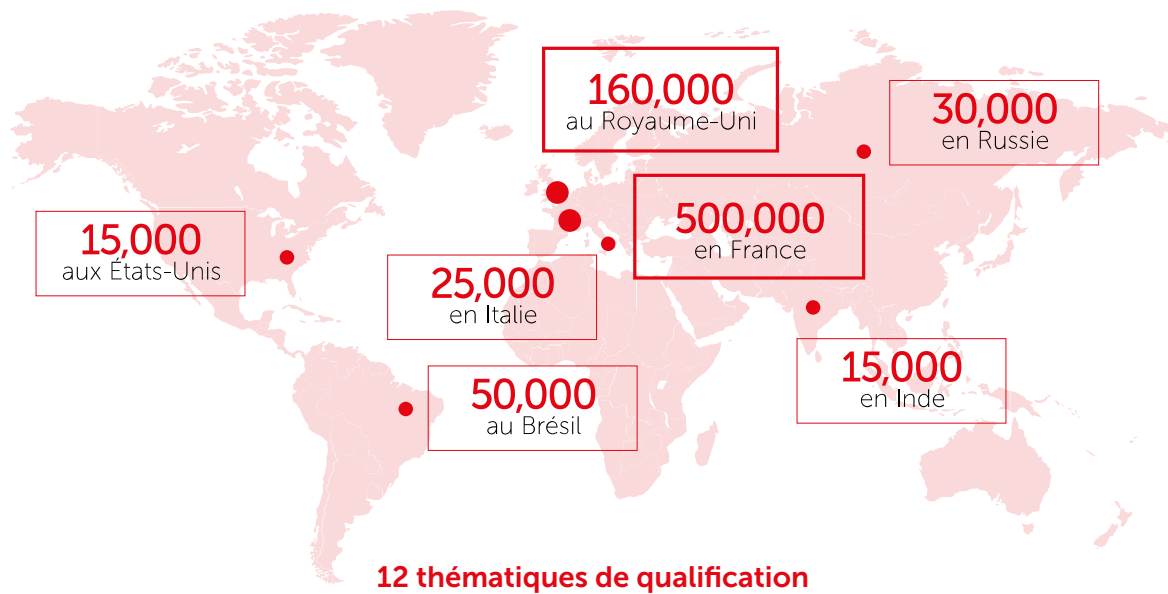 160,000
au Royaume-Uni
30,000
en Russie
500,000
en France
15,000
aux États-Unis
25,000
en Italie
15,000
en Inde
50,000
au Brésil
12 thématiques de qualification